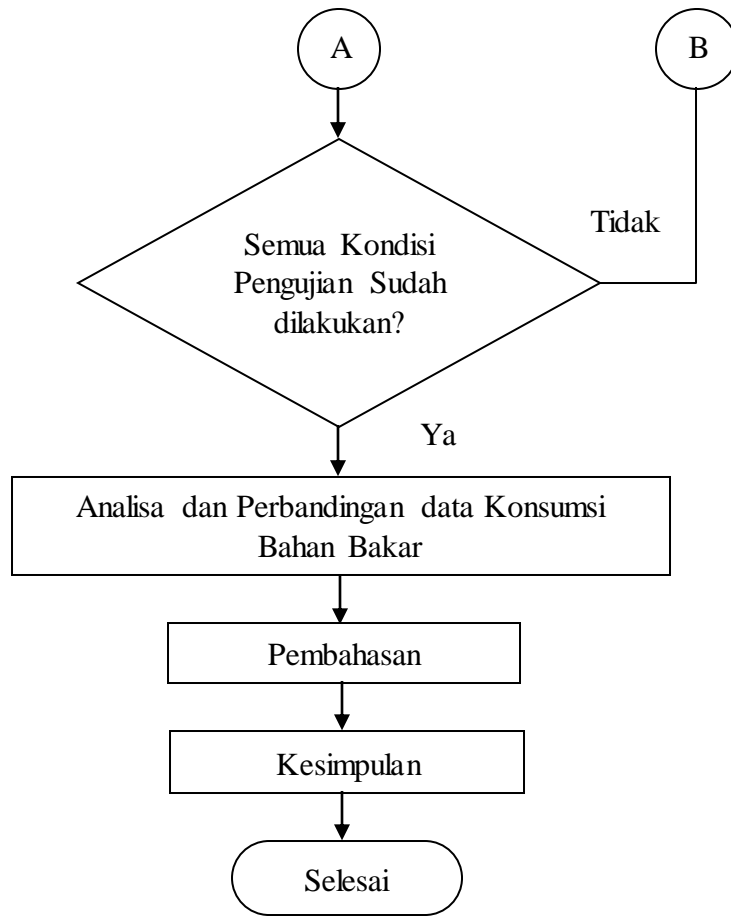 A
B
Tidak
Semua Kondisi
Pengujian Sudah
dilakukan?
Ya
Analisa dan Perbandingan data Konsumsi
Bahan Bakar
Pembahasan
Kesimpulan
Selesai